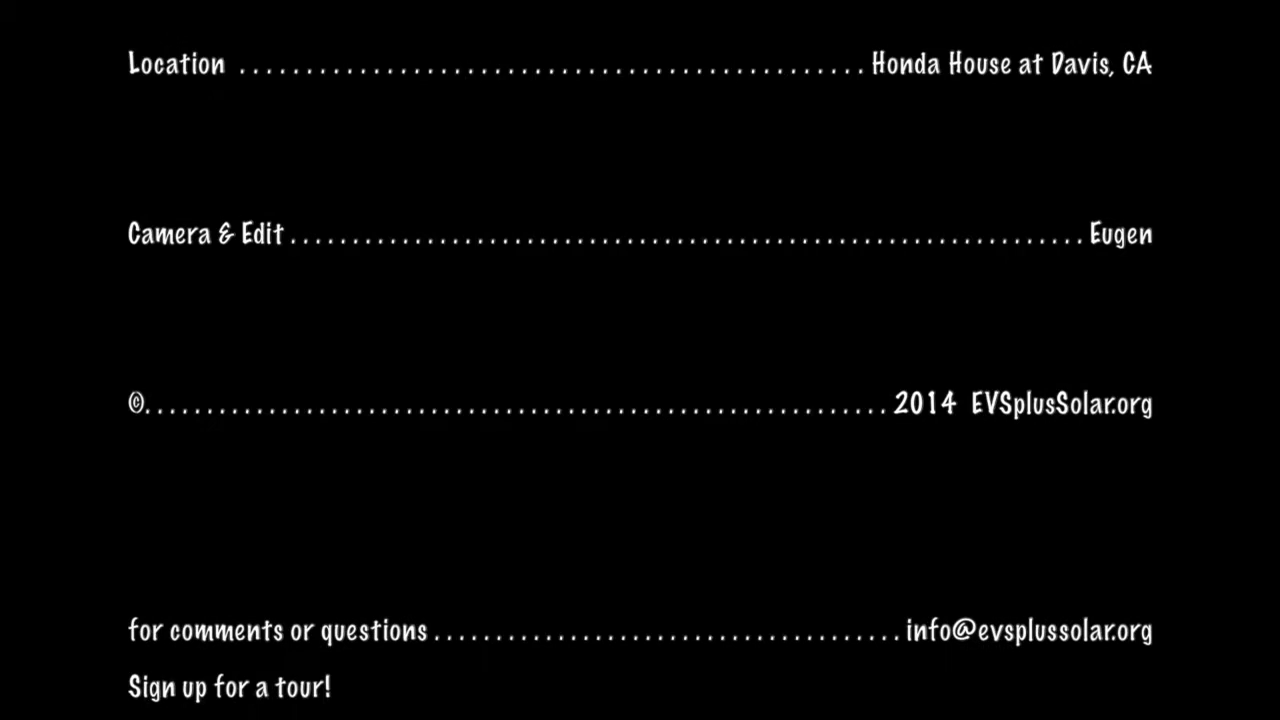 Location ................................................ Honda House at Davis, CA
Camera & Edit ............................................................. Eugen
©......................................................... 2014 EVSplusSolar.org
for comments or questions .................................... info@evsplussolar.org
Sign up for a tour!